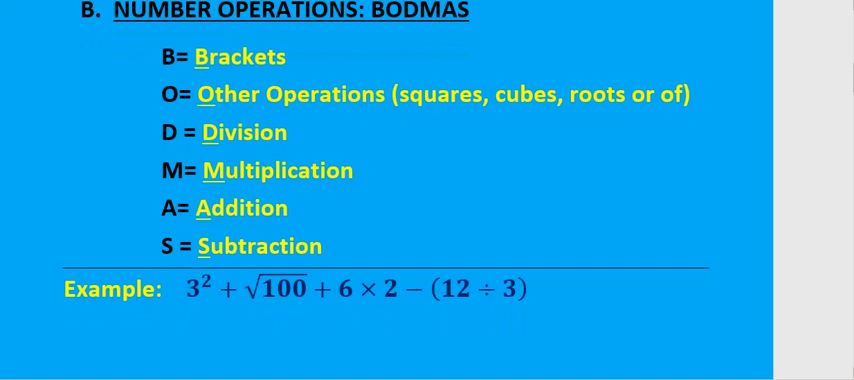 B. NUMBER OPERATIONS: BODMAS
B= Brackets
O= Other Operations (squares, cubes, roots or of)
D = Division
M= Multiplication
A= Addition
S = Subtraction
Example: 3² + √100 + 6 × 2 − (12 ÷ 3)